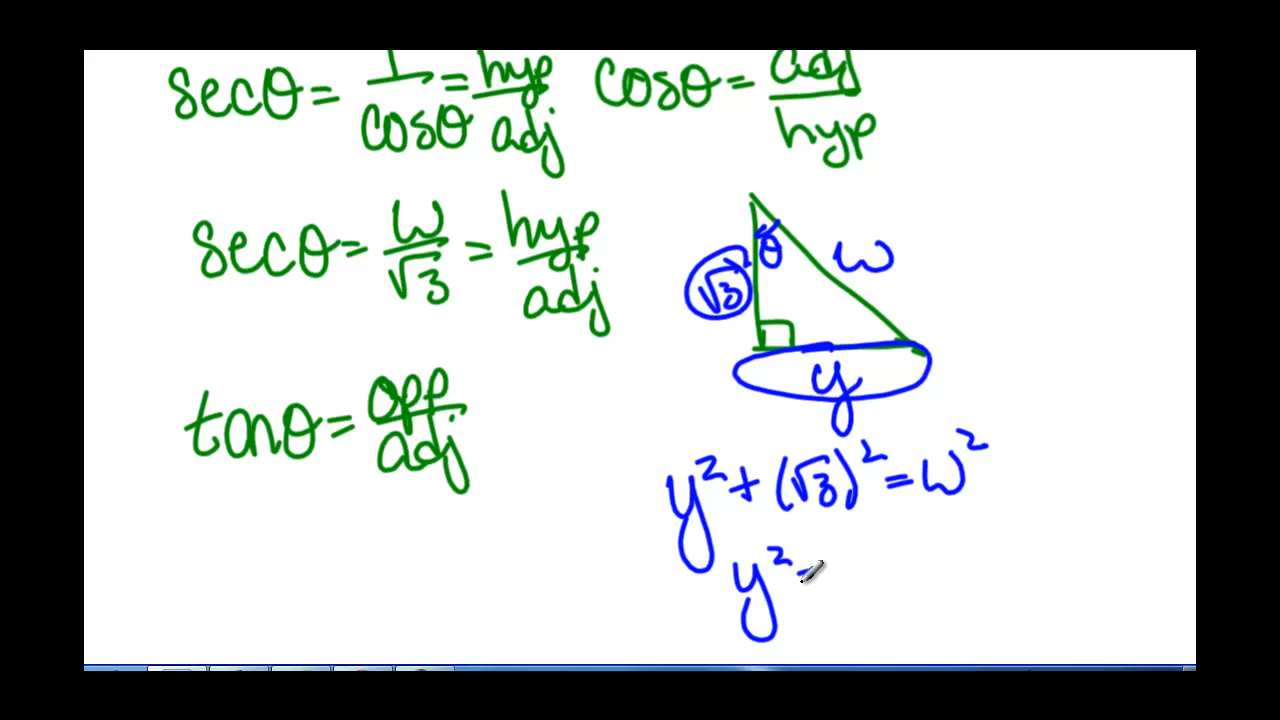 secθ = 1/cosθ = hyp/adj cosθ = adj/hyp
secθ = w/√3 = hyp/adj
θ
w
√3
y
tanθ = opp/adj
y² + (√3)² = w²
y²